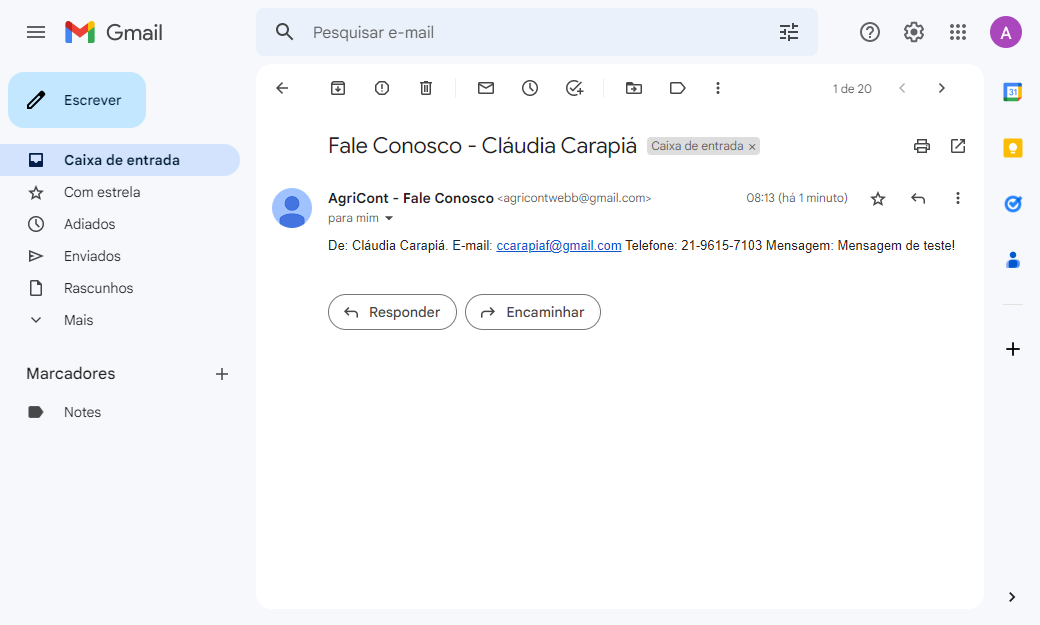 Gmail
Pesquisar e-mail
A
Escrever
Caixa de entrada
Com estrela
Adiados
Enviados
Rascunhos
Mais
Marcadores
Notes
1 de 20
Fale Conosco - Cláudia Carapiá Caixa de entrada ×
AgriCont - Fale Conosco <agricontwebb@gmail.com> 08:13 (há 1 minuto)
para mim
De: Cláudia Carapiá. E-mail: ccarapiaf@gmail.com Telefone: 21-9615-7103 Mensagem: Mensagem de teste!
Responder Encaminhar
31